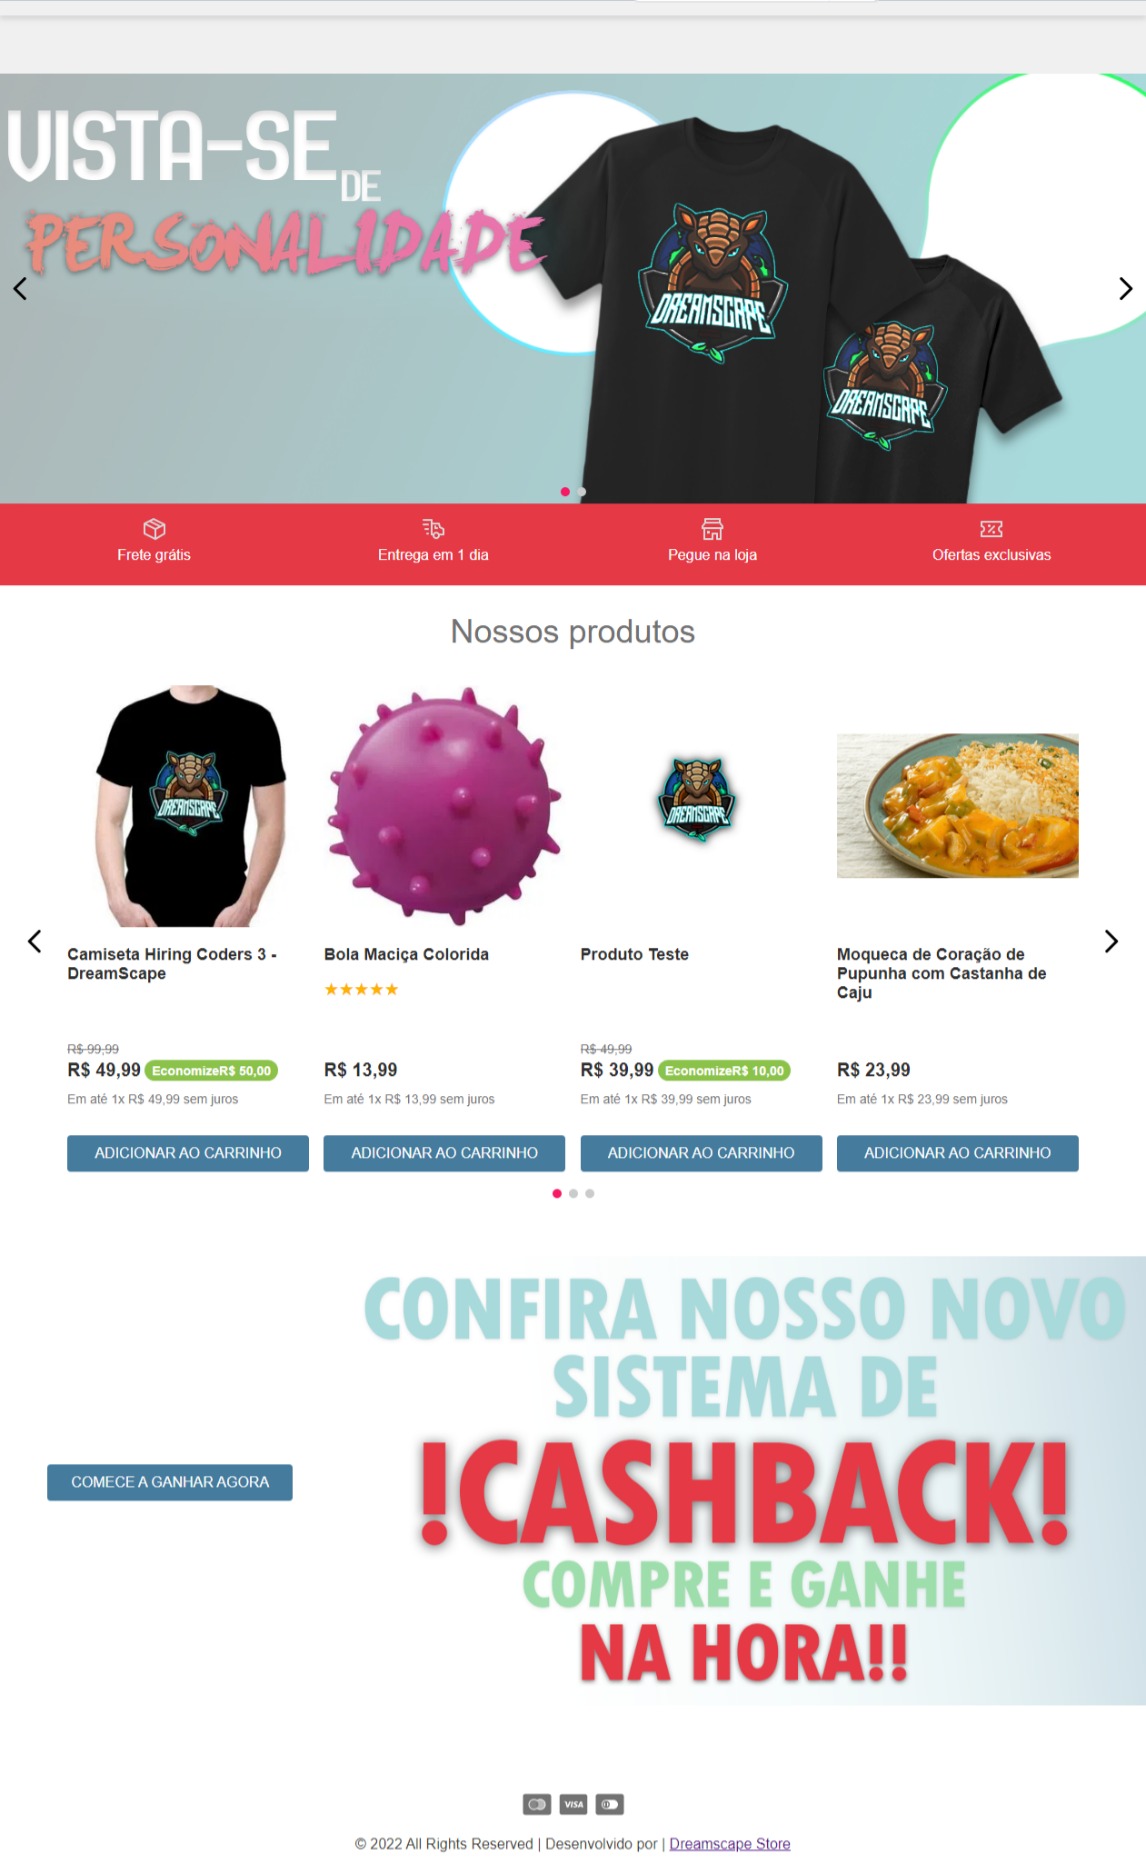 VISTA-SE
DE
PERSONALIDADE
DREAMSCAPE
DREAMSCAPE
Frete grátis
Entrega em 1 dia
Pegue na loja
Ofertas exclusivas
Nossos produtos
DREAMSCAPE
DREAMSCAPE
Camiseta Hiring Coders 3 -
DreamScape
R$ 99,99
R$ 49,99 EconomizeR$ 50,00
Em até 1x R$ 49,99 sem juros
ADICIONAR AO CARRINHO
Bola Maciça Colorida
R$ 13,99
Em até 1x R$ 13,99 sem juros
ADICIONAR AO CARRINHO
Produto Teste
R$ 49,99
R$ 39,99 EconomizeR$ 10,00
Em até 1x R$ 39,99 sem juros
ADICIONAR AO CARRINHO
Moqueca de Coração de
Pupunha com Castanha de
Caju
R$ 23,99
Em até 1x R$ 23,99 sem juros
ADICIONAR AO CARRINHO
COMECE A GANHAR AGORA
CONFIRA NOSSO NOVO
SISTEMA DE
!CASHBACK!
COMPRE E GANHE
NA HORA!!
VISA
© 2022 All Rights Reserved | Desenvolvido por | Dreamscape Store